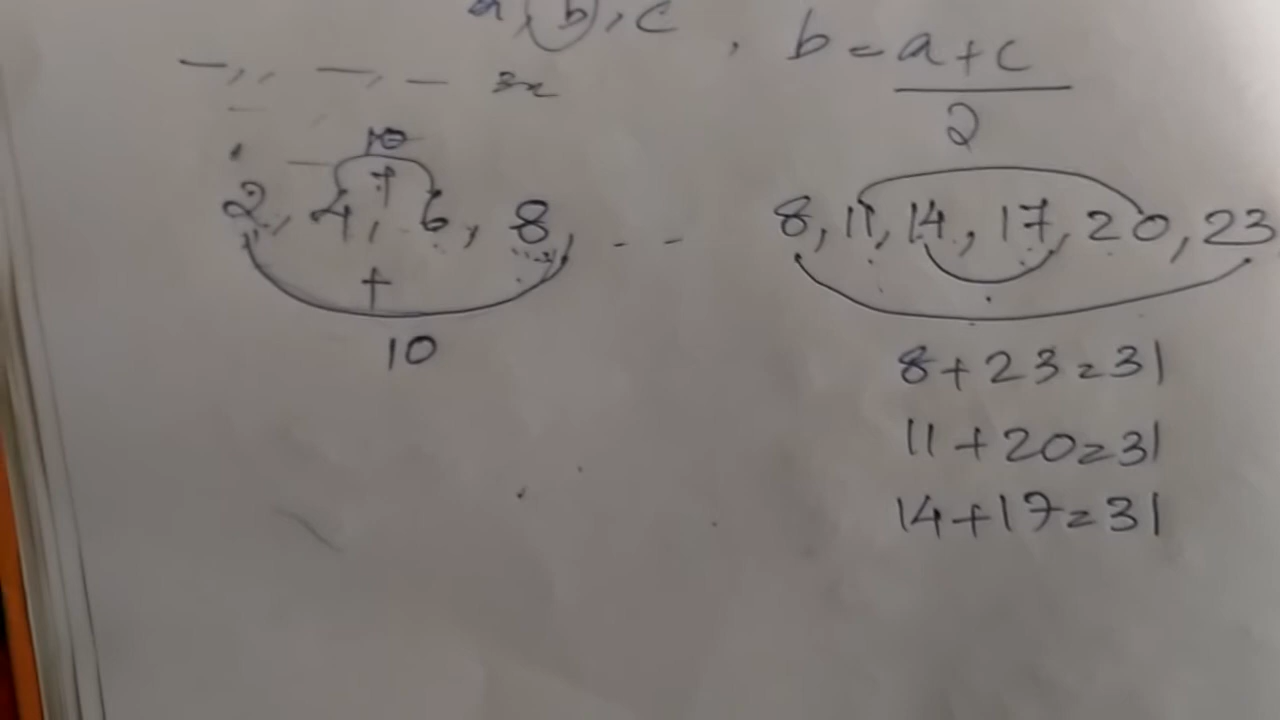 a, b, c , b = a + c
2
10
+
2, 4, 6, 8, - -
8, 11, 14, 17, 20, 23
+
10
8 + 23 = 31
11 + 20 = 31
14 + 17 = 31